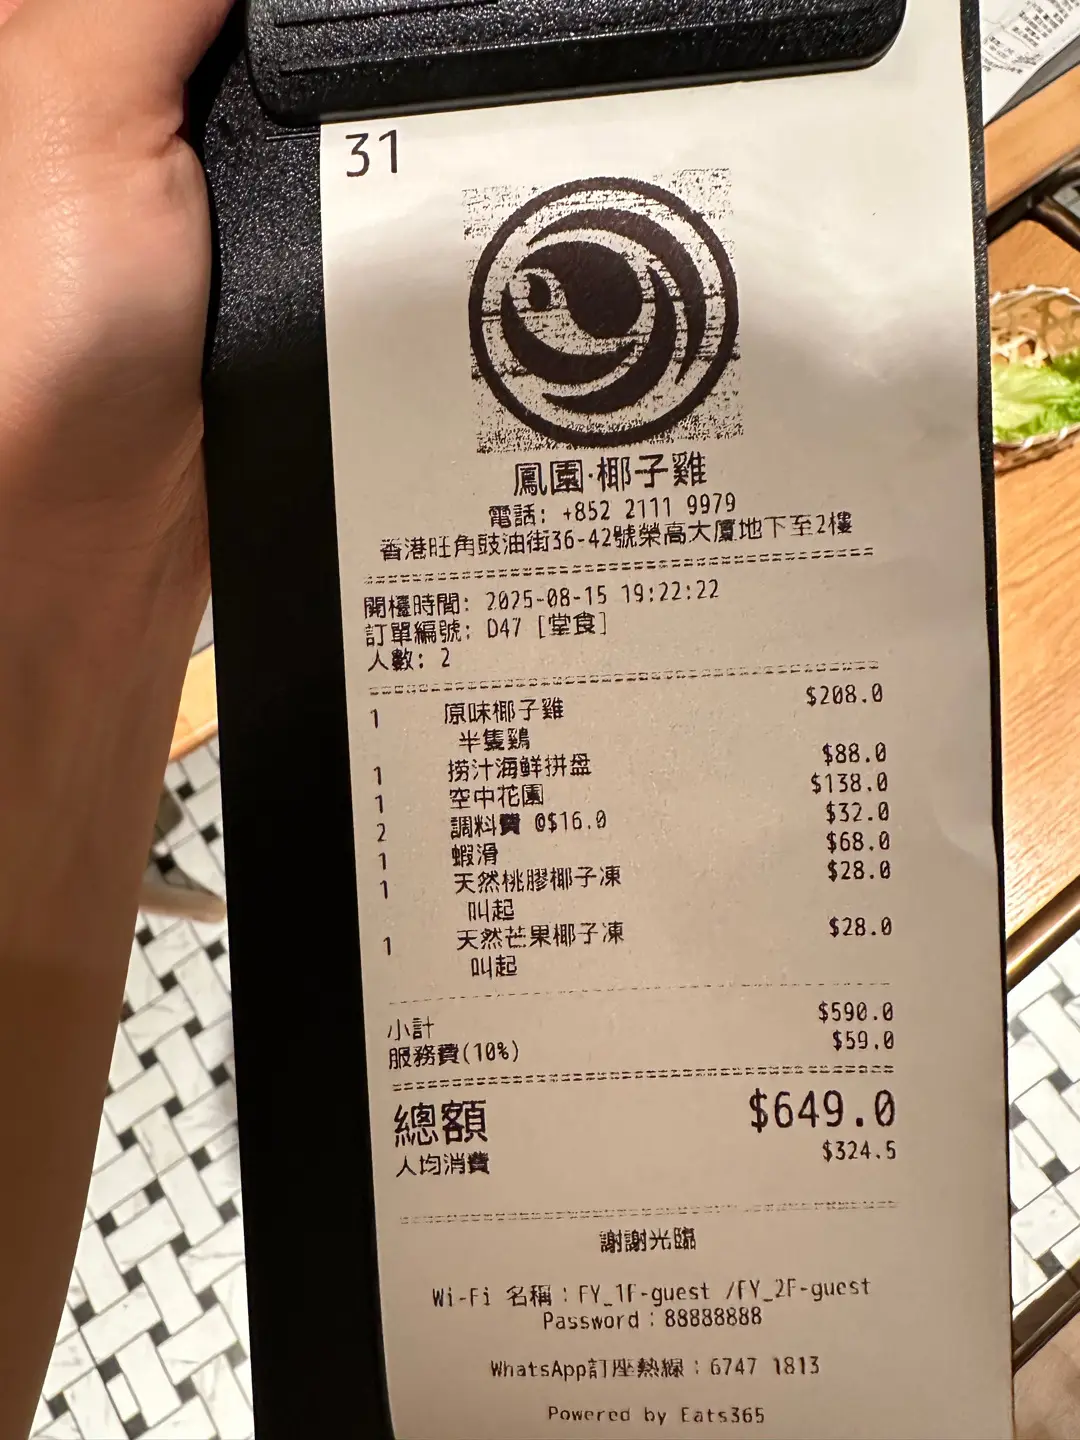 31
鳳園·椰子雞
電話: +852 2111 9979
香港旺角豉油街36-42號榮高大廈地下至2樓
開檯時間: 2025-08-15 19:22:22
訂單編號: D47 [堂食]
人數: 2
1 原味椰子雞 $208.0
半隻鷄
1 撈汁海鮮拼盘 $88.0
1 空中花園 $138.0
2 調料費 @$16.0 $32.0
1 蝦滑 $68.0
1 天然桃膠椰子凍 $28.0
叫起
1 天然芒果椰子凍 $28.0
叫起
小計 $590.0
服務費(10%) $59.0
總額 $649.0
人均消費 $324.5
謝謝光臨
Wi-Fi 名稱：FY_1F-guest /FY_2F-guest
Password：88888888
WhatsApp訂座熱線：6747 1813
Powered by Eats365